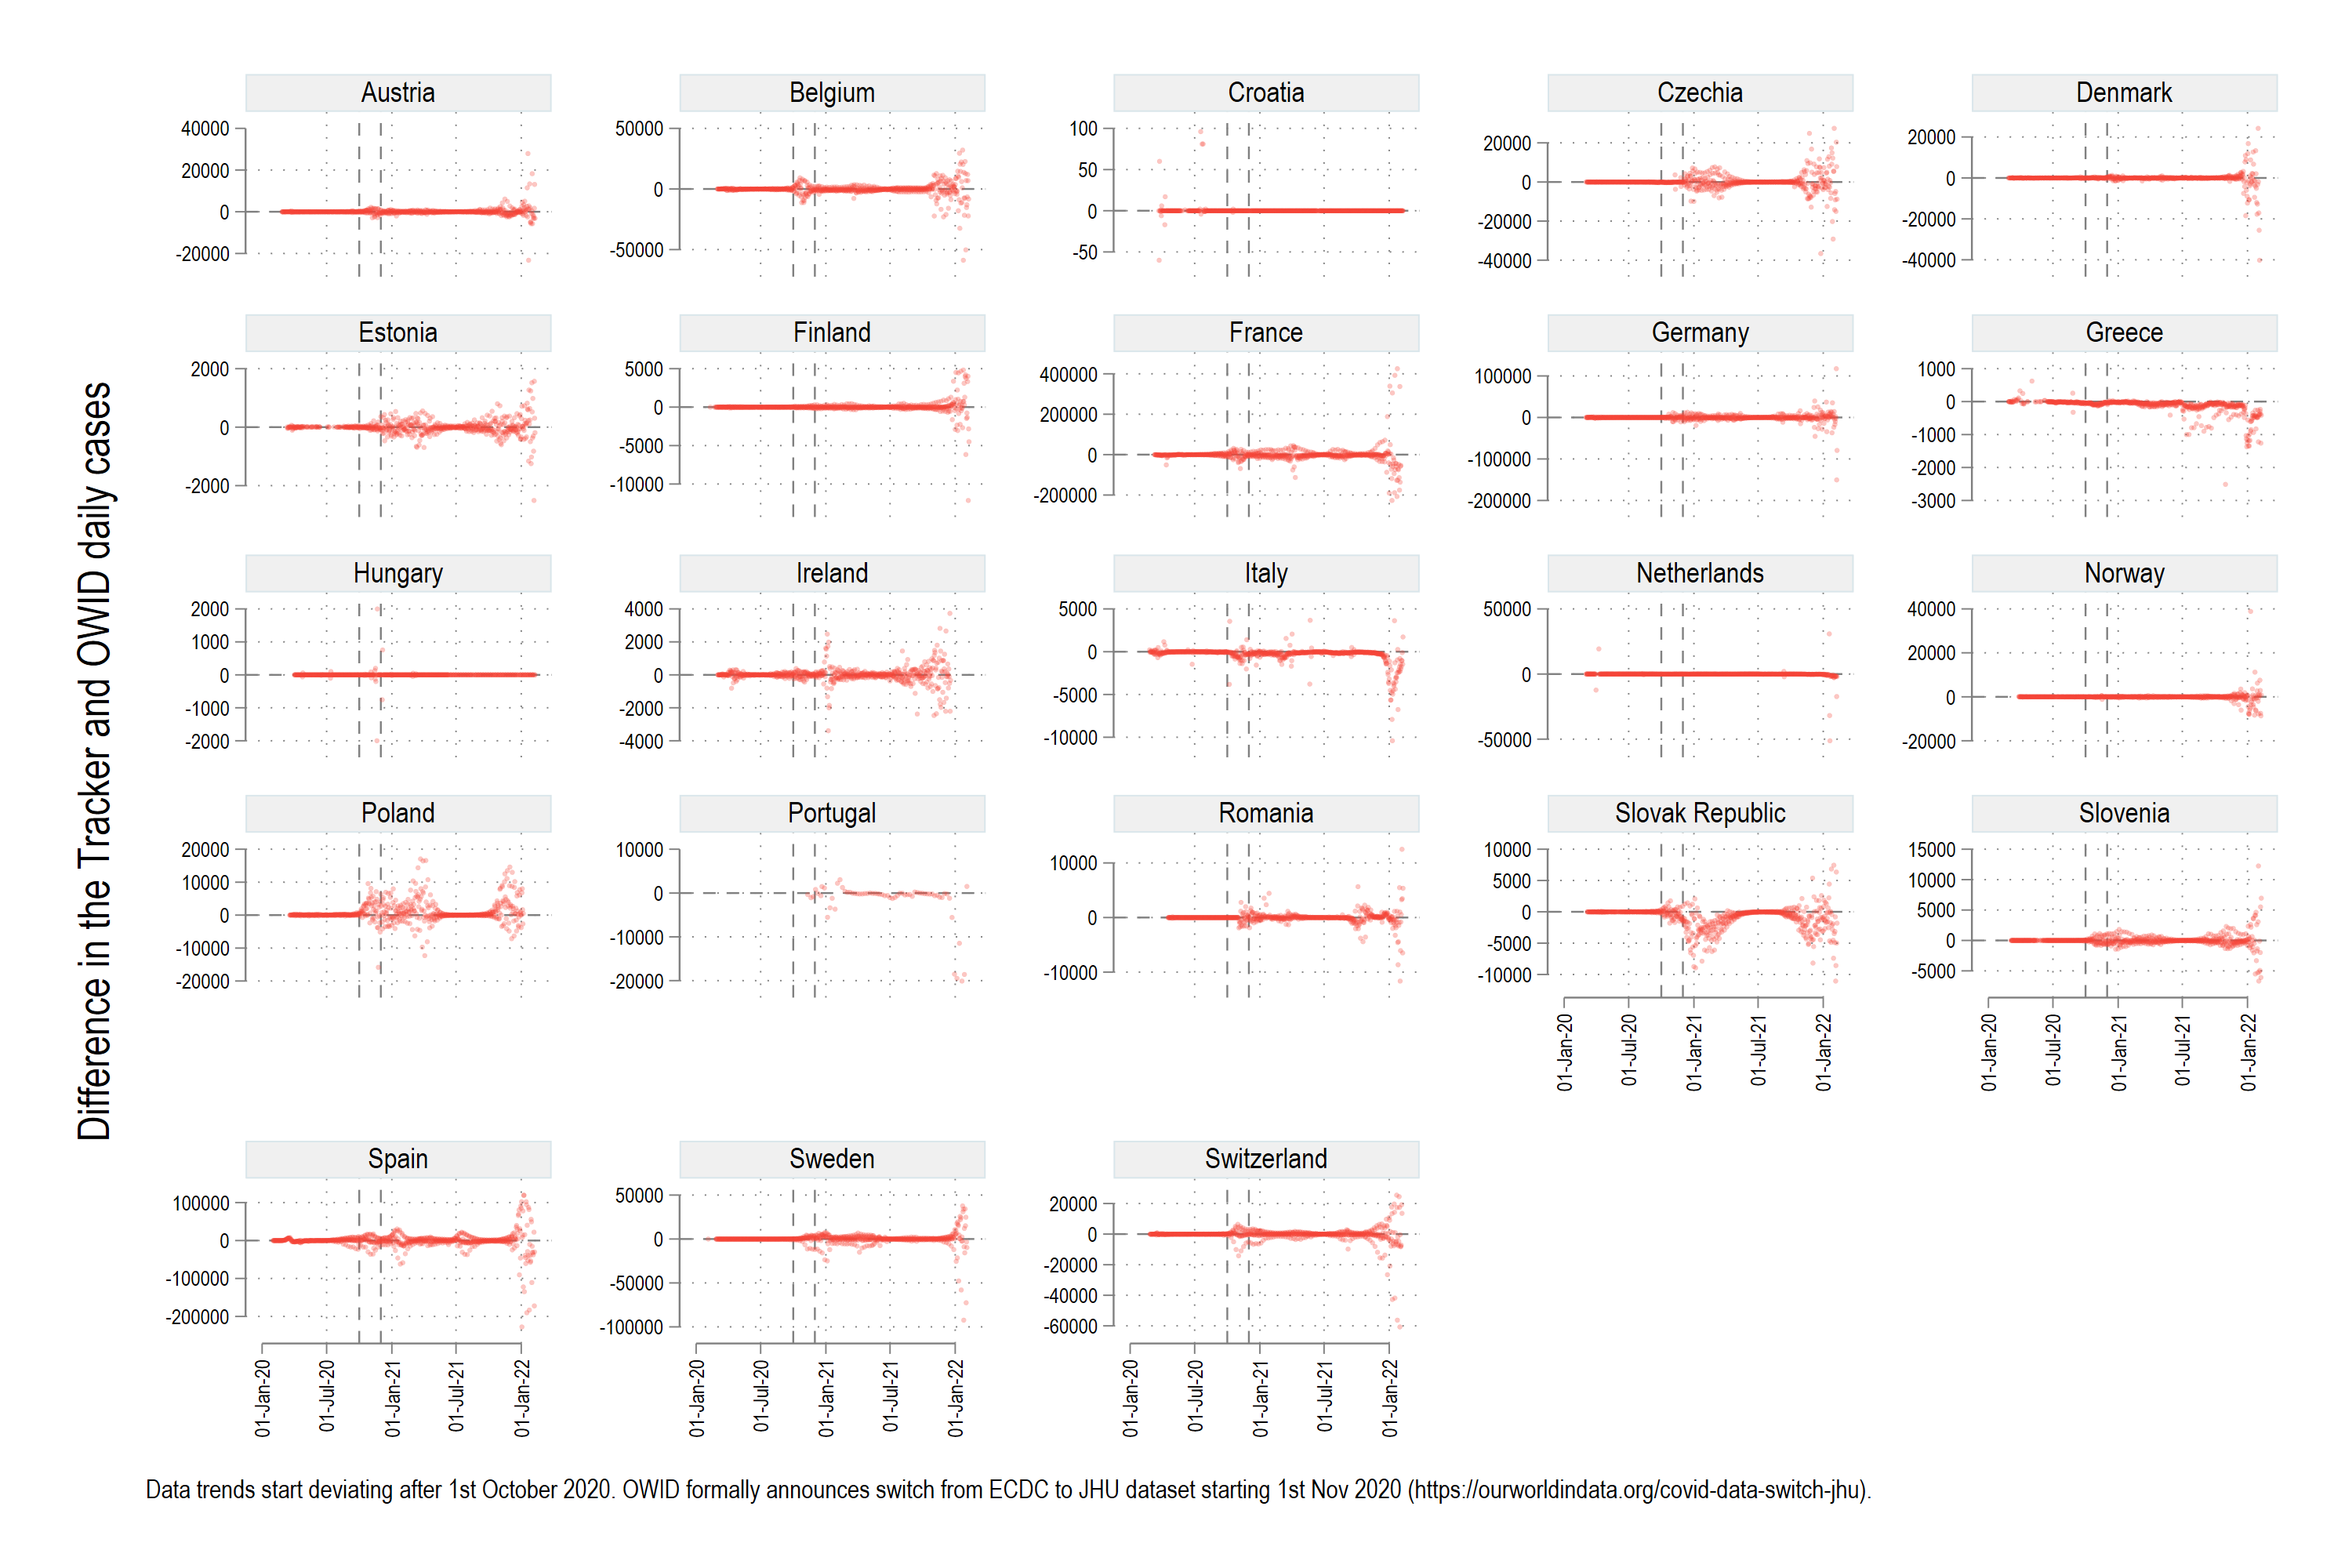 Difference in the Tracker and OWID daily cases
Austria
40000
20000
0
-20000
Belgium
50000
0
-50000
Croatia
100
50
0
-50
Czechia
20000
0
-20000
-40000
Denmark
20000
0
-20000
-40000
Estonia
2000
0
-2000
Finland
5000
0
-5000
-10000
France
400000
200000
0
-200000
Germany
100000
0
-100000
-200000
Greece
1000
0
-1000
-2000
-3000
Hungary
2000
1000
0
-1000
-2000
Ireland
4000
2000
0
-2000
-4000
Italy
5000
0
-5000
-10000
Netherlands
50000
0
-50000
Norway
40000
20000
0
-20000
Poland
20000
10000
0
-10000
-20000
Portugal
10000
0
-10000
-20000
Romania
10000
0
-10000
Slovak Republic
10000
5000
0
-5000
-10000
01-Jan-20
01-Jul-20
01-Jan-21
01-Jul-21
01-Jan-22
Slovenia
15000
10000
5000
0
-5000
01-Jan-20
01-Jul-20
01-Jan-21
01-Jul-21
01-Jan-22
Spain
100000
0
-100000
-200000
01-Jan-20
01-Jul-20
01-Jan-21
01-Jul-21
01-Jan-22
Sweden
50000
0
-50000
-100000
01-Jan-20
01-Jul-20
01-Jan-21
01-Jul-21
01-Jan-22
Switzerland
20000
0
-20000
-40000
-60000
01-Jan-20
01-Jul-20
01-Jan-21
01-Jul-21
01-Jan-22
Data trends start deviating after 1st October 2020. OWID formally announces switch from ECDC to JHU dataset starting 1st Nov 2020 (https://ourworldindata.org/covid-data-switch-jhu).